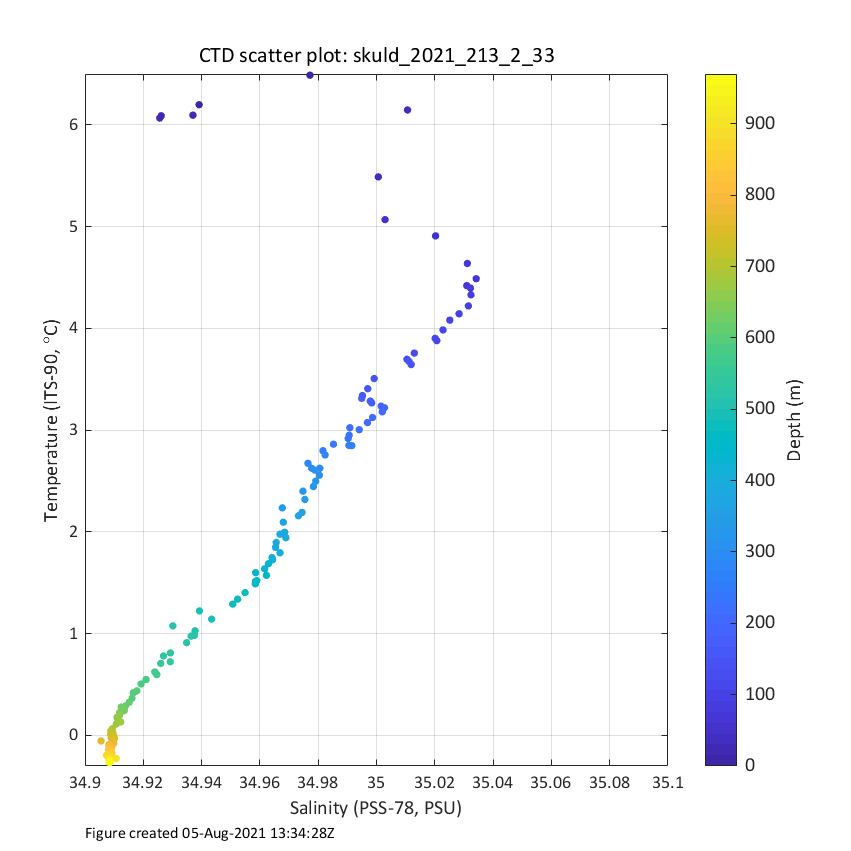 CTD scatter plot: skuld_2021_213_2_33
Temperature (ITS-90, °C)
6
5
4
3
2
1
0
34.9 34.92 34.94 34.96 34.98 35 35.02 35.04 35.06 35.08 35.1
Salinity (PSS-78, PSU)
900
800
700
600
500
400
300
200
100
0
Depth (m)
Figure created 05-Aug-2021 13:34:28Z